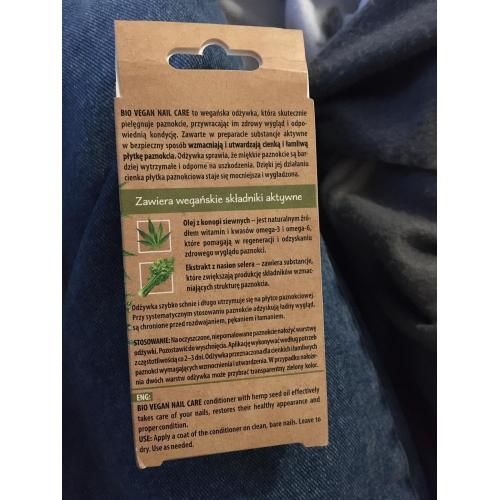 BIO VEGAN NAIL CARE to wegańska odżywka, która skutecznie
pielęgnuje paznokcie, przywracając im zdrowy wygląd i odpo-
wiednią kondycję. Zawarte w preparacie substancje aktywne
w bezpieczny sposób wzmacniają i utwardzają cienką i łamliwą
płytkę paznokcia. Odżywka sprawia, że miękkie paznokcie są bar-
dziej wytrzymałe i odporne na uszkodzenia. Dzięki jej działaniu
cienka płytka paznokciowa staje się mocniejsza i wygładzona.
Zawiera wegańskie składniki aktywne
Olej z konopi siewnych – jest naturalnym źró-
dłem witamin i kwasów omega-3 i omega-6,
które pomagają w regeneracji i odzyskaniu
zdrowego wyglądu paznokci.
Ekstrakt z nasion selera – zawiera substancje,
które zwiększają produkcję składników wzmac-
niających strukturę paznokcia.
Odżywka szybko schnie i długo utrzymuje się na płytce paznokciowej.
Przy systematycznym stosowaniu paznokcie odzyskują ładny wygląd,
są chronione przed rozdwajaniem, pękaniem i łamaniem.
STOSOWANIE: Na oczyszczone, niepomalowane paznokcie nałożyć warstwę
odżywki. Pozostawić do wyschnięcia. Aplikację wykonywać według potrzeb
z częstotliwością co 2–3 dni. Odżywka przeznaczona dla cienkich i łamliwych
paznokci wymagających wzmocnienia i utwardzenia. W przypadku nałoże-
nia dwóch warstw odżywka może przybrać transparentny zielony kolor.
ENG:
BIO VEGAN NAIL CARE conditioner with hemp seed oil effectively
takes care of your nails, restores their healthy appearance and
proper condition.
USE: Apply a coat of the conditioner on clean, bare nails. Leave to
dry. Use as needed.